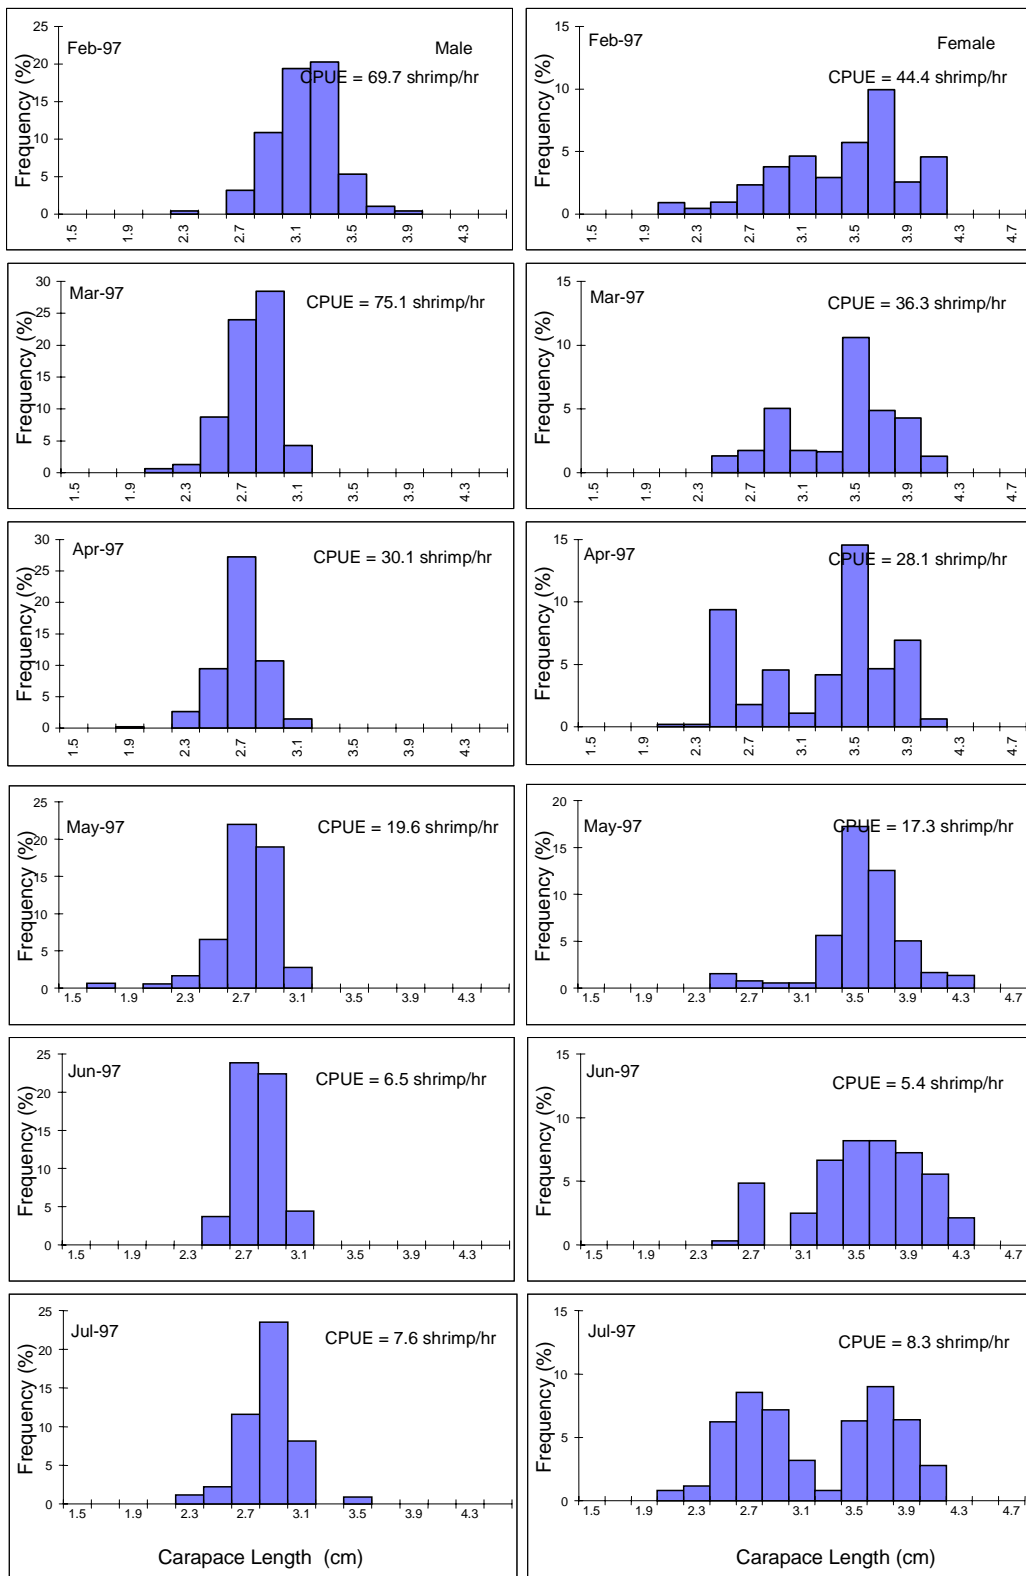 Feb-97
Male
CPUE = 69.7 shrimp/hr
Frequency (%)
25
20
15
10
5
0
1.5 1.9 2.3 2.7 3.1 3.5 3.9 4.3
Feb-97
Female
CPUE = 44.4 shrimp/hr
Frequency (%)
15
10
5
0
1.5 1.9 2.3 2.7 3.1 3.5 3.9 4.3 4.7
Mar-97
CPUE = 75.1 shrimp/hr
Frequency (%)
30
25
20
15
10
5
0
1.5 1.9 2.3 2.7 3.1 3.5 3.9 4.3
Mar-97
CPUE = 36.3 shrimp/hr
Frequency (%)
15
10
5
0
1.5 1.9 2.3 2.7 3.1 3.5 3.9 4.3 4.7
Apr-97
CPUE = 30.1 shrimp/hr
Frequency (%)
30
25
20
15
10
5
0
1.5 1.9 2.3 2.7 3.1 3.5 3.9 4.3
Apr-97
CPUE = 28.1 shrimp/hr
Frequency (%)
15
10
5
0
1.5 1.9 2.3 2.7 3.1 3.5 3.9 4.3 4.7
May-97
CPUE = 19.6 shrimp/hr
Frequency (%)
25
20
15
10
5
0
1.5 1.9 2.3 2.7 3.1 3.5 3.9 4.3
May-97
CPUE = 17.3 shrimp/hr
Frequency (%)
20
15
10
5
0
1.5 1.9 2.3 2.7 3.1 3.5 3.9 4.3 4.7
Jun-97
CPUE = 6.5 shrimp/hr
Frequency (%)
25
20
15
10
5
0
1.5 1.9 2.3 2.7 3.1 3.5 3.9 4.3
Jun-97
CPUE = 5.4 shrimp/hr
Frequency (%)
15
10
5
0
1.5 1.9 2.3 2.7 3.1 3.5 3.9 4.3 4.7
Jul-97
CPUE = 7.6 shrimp/hr
Frequency (%)
25
20
15
10
5
0
1.5 1.9 2.3 2.7 3.1 3.5 3.9 4.3
Carapace Length (cm)
Jul-97
CPUE = 8.3 shrimp/hr
Frequency (%)
15
10
5
0
1.5 1.9 2.3 2.7 3.1 3.5 3.9 4.3 4.7
Carapace Length (cm)